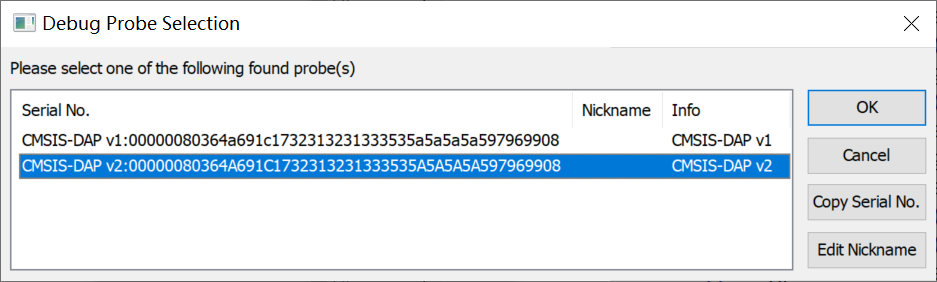 Debug Probe Selection
Please select one of the following found probe(s)
Serial No. Nickname Info
CMSIS-DAP v1:00000080364a691c1732313231333535a5a5a5a597969908 CMSIS-DAP v1
CMSIS-DAP v2:00000080364A691C1732313231333535A5A5A5A597969908 CMSIS-DAP v2
OK
Cancel
Copy Serial No.
Edit Nickname